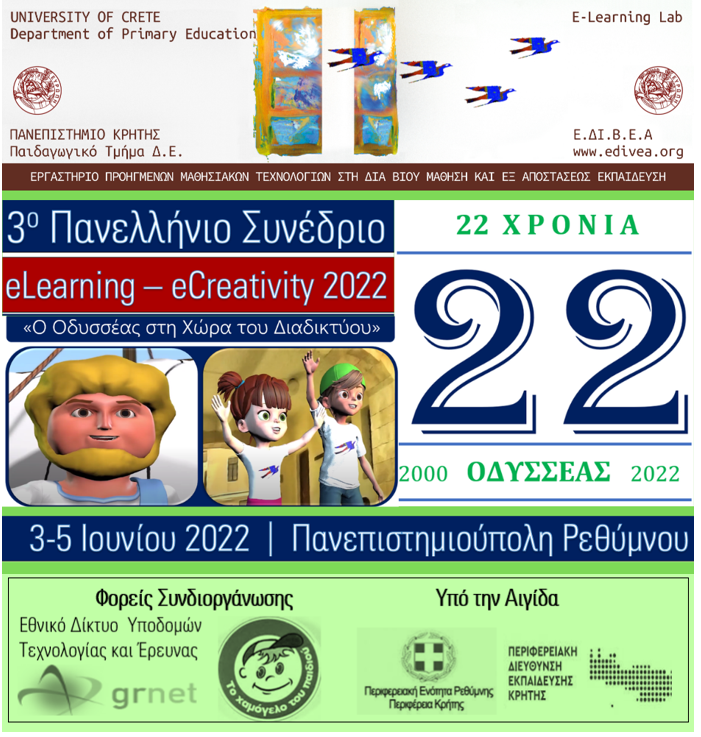 UNIVERSITY OF CRETE
Department of Primary Education
E-Learning Lab
ΠΑΝΕΠΙΣΤΗΜΙΟ ΚΡΗΤΗΣ
Παιδαγωγικό Τμήμα Δ.Ε.
Ε.ΔΙ.Β.Ε.Α
www.edivea.org
ΕΡΓΑΣΤΗΡΙΟ ΠΡΟΗΓΜΕΝΩΝ ΜΑΘΗΣΙΑΚΩΝ ΤΕΧΝΟΛΟΓΙΩΝ ΣΤΗ ΔΙΑ ΒΙΟΥ ΜΑΘΗΣΗ ΚΑΙ ΕΞ ΑΠΟΣΤΑΣΕΩΣ ΕΚΠΑΙΔΕΥΣΗ
3ο Πανελλήνιο Συνέδριο
eLearning – eCreativity 2022
«Ο Οδυσσέας στη Χώρα του Διαδικτύου»
22 ΧΡΟΝΙΑ
22
2000 ΟΔΥΣΣΕΑΣ 2022
3-5 Ιουνίου 2022 | Πανεπιστημιούπολη Ρεθύμνου
Φορείς Συνδιοργάνωσης
Εθνικό Δίκτυο Υποδομών
Τεχνολογίας και Έρευνας
grnet
Το χαμόγελο του παιδιού
Υπό την Αιγίδα
Περιφερειακή Ενότητα Ρεθύμνης
Περιφέρεια Κρήτης
ΠΕΡΙΦΕΡΕΙΑΚΗ
ΔΙΕΥΘΥΝΣΗ
ΕΚΠΑΙΔΕΥΣΗΣ
ΚΡΗΤΗΣ